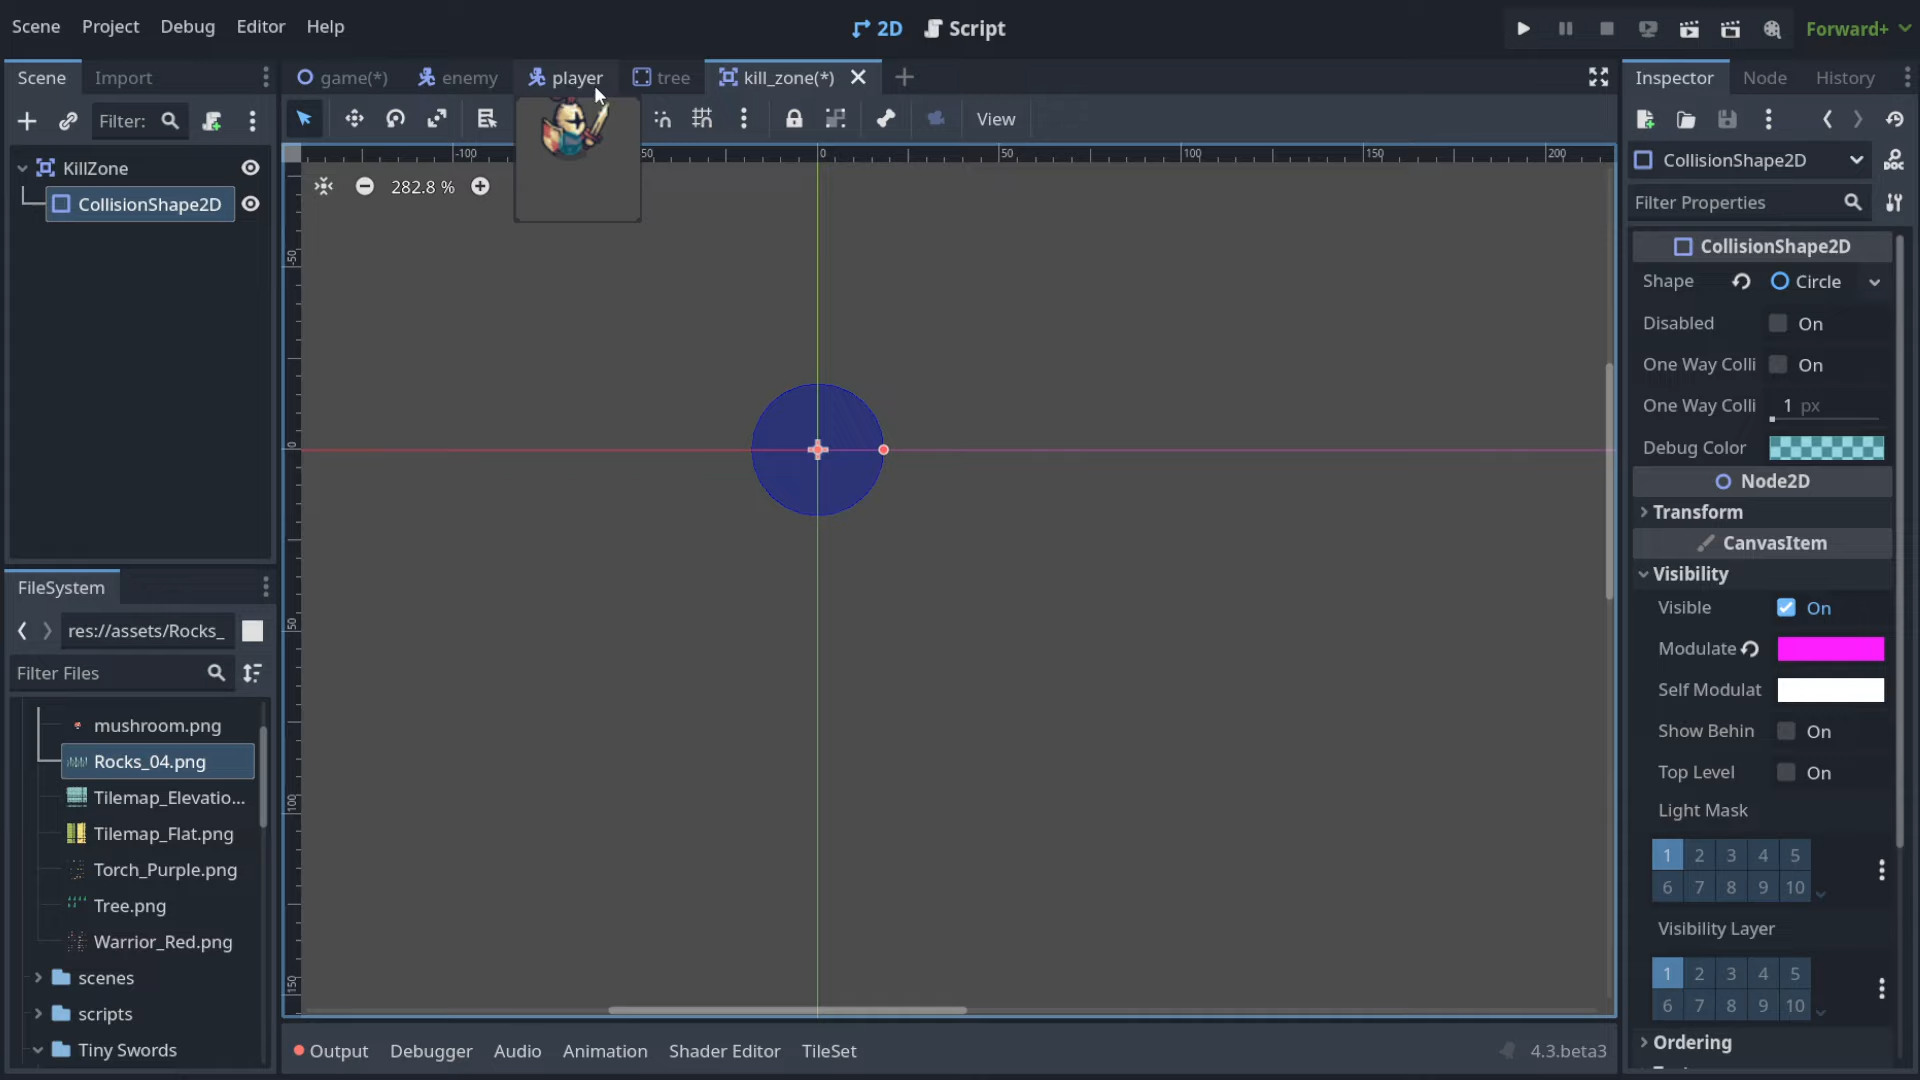 Scene Project Debug Editor Help
2D Script
Forward+
Scene Import
game(*) enemy player tree kill_zone(*)
Inspector Node History
Filter:
View
KillZone
CollisionShape2D
-100 50 0 50 100 150 200
282.8 %
-50
0
50
100
150
CollisionShape2D
Filter Properties
CollisionShape2D
Shape Circle
Disabled On
One Way Colli On
One Way Colli 1 px
Debug Color
Node2D
Transform
CanvasItem
Visibility
Visible On
Modulate
Self Modulat
Show Behin On
Top Level On
Light Mask
1 2 3 4 5
6 7 8 9 10
Visibility Layer
1 2 3 4 5
6 7 8 9 10
Ordering
FileSystem
res://assets/Rocks_
Filter Files
mushroom.png
Rocks_04.png
Tilemap_Elevatio...
Tilemap_Flat.png
Torch_Purple.png
Tree.png
Warrior_Red.png
scenes
scripts
Tiny Swords
Output Debugger Audio Animation Shader Editor TileSet
4.3.beta3